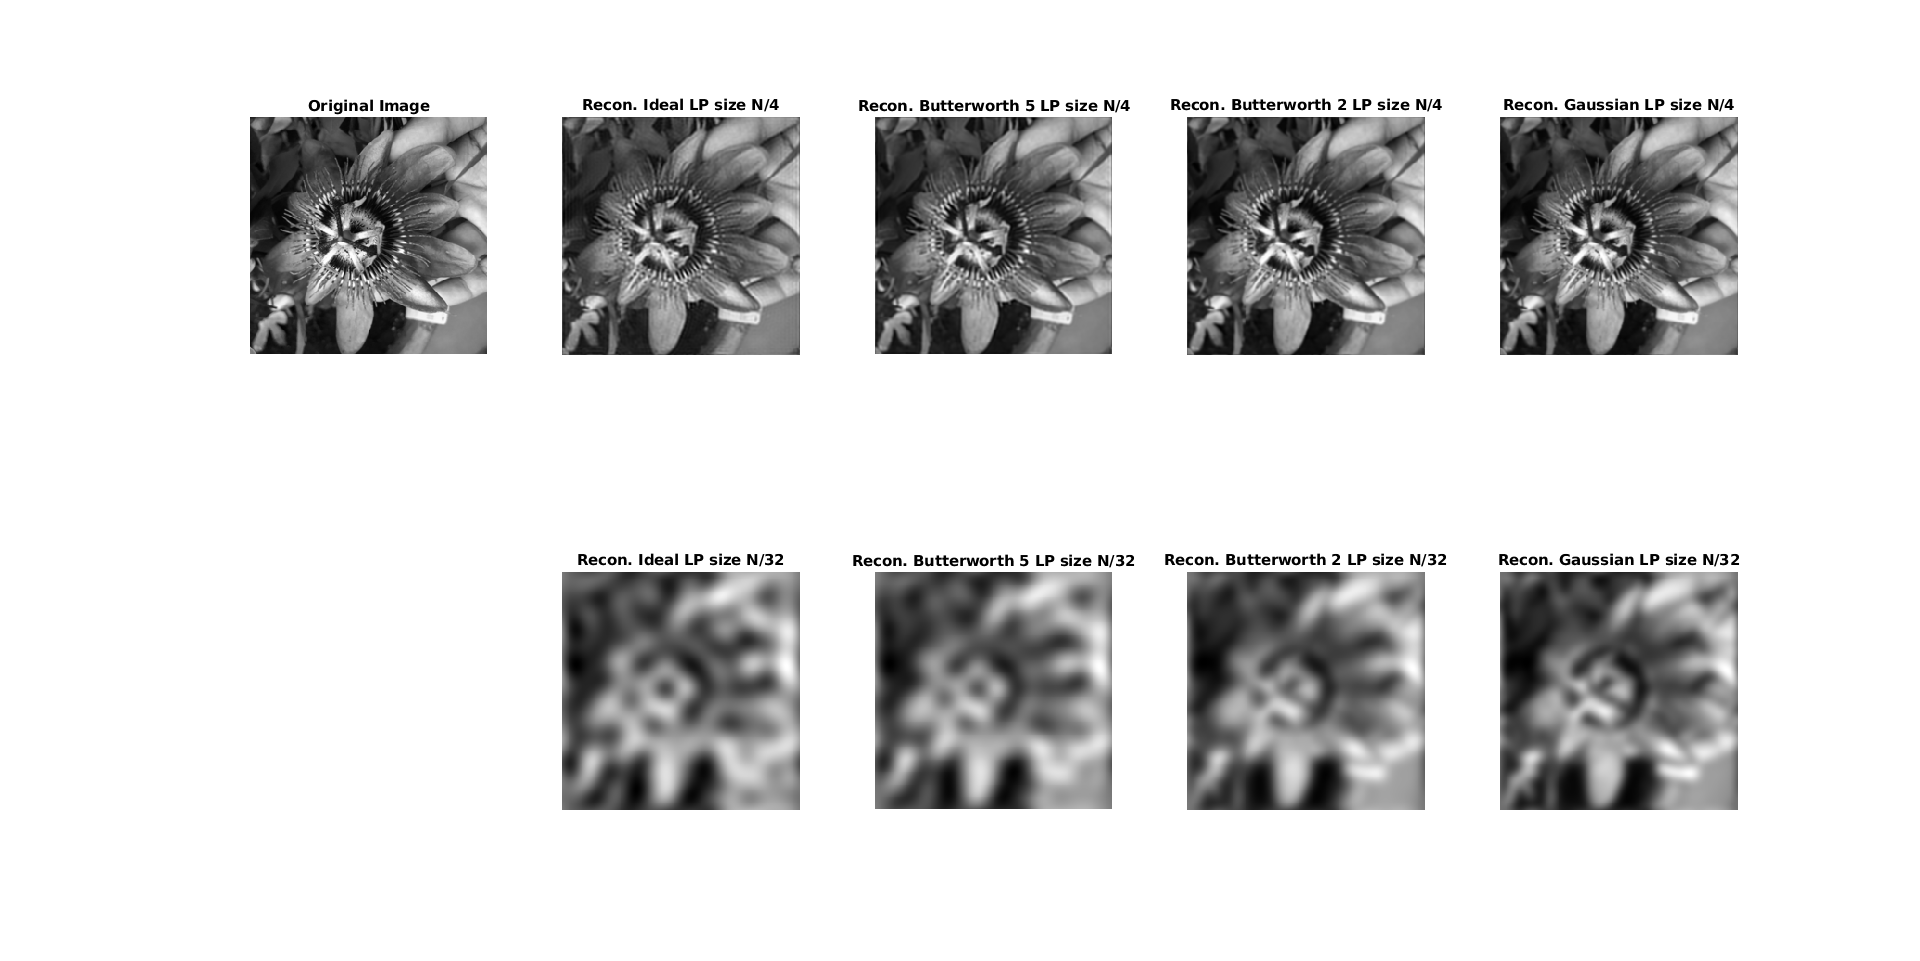 Original Image
Recon. Ideal LP size N/4
Recon. Butterworth 5 LP size N/4
Recon. Butterworth 2 LP size N/4
Recon. Gaussian LP size N/4
Recon. Ideal LP size N/32
Recon. Butterworth 5 LP size N/32
Recon. Butterworth 2 LP size N/32
Recon. Gaussian LP size N/32